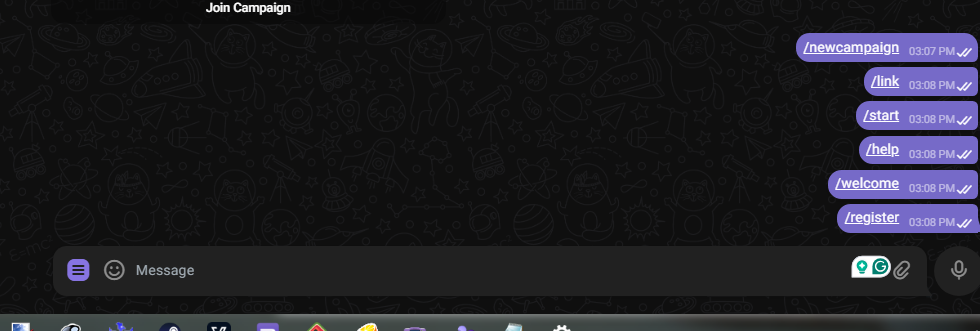 Join Campaign
/newcampaign 03:07 PM
/link 03:08 PM
/start 03:08 PM
/help 03:08 PM
/welcome 03:08 PM
/register 03:08 PM
Message